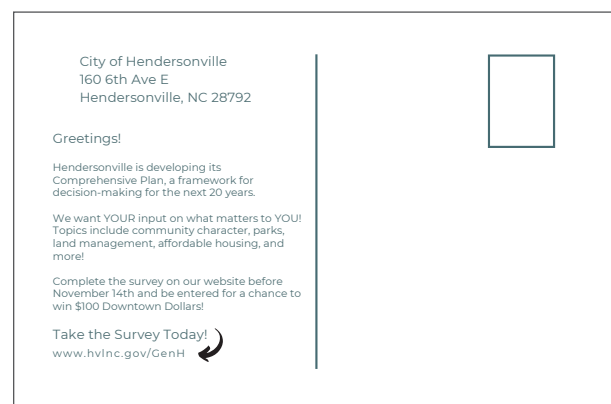 City of Hendersonville
160 6th Ave E
Hendersonville, NC 28792
Greetings!
Hendersonville is developing its
Comprehensive Plan, a framework for
decision-making for the next 20 years.
We want YOUR input on what matters to YOU!
Topics include community character, parks,
land management, affordable housing, and
more!
Complete the survey on our website before
November 14th and be entered for a chance to
win $100 Downtown Dollars!
Take the Survey Today!
www.hvlnc.gov/GenH